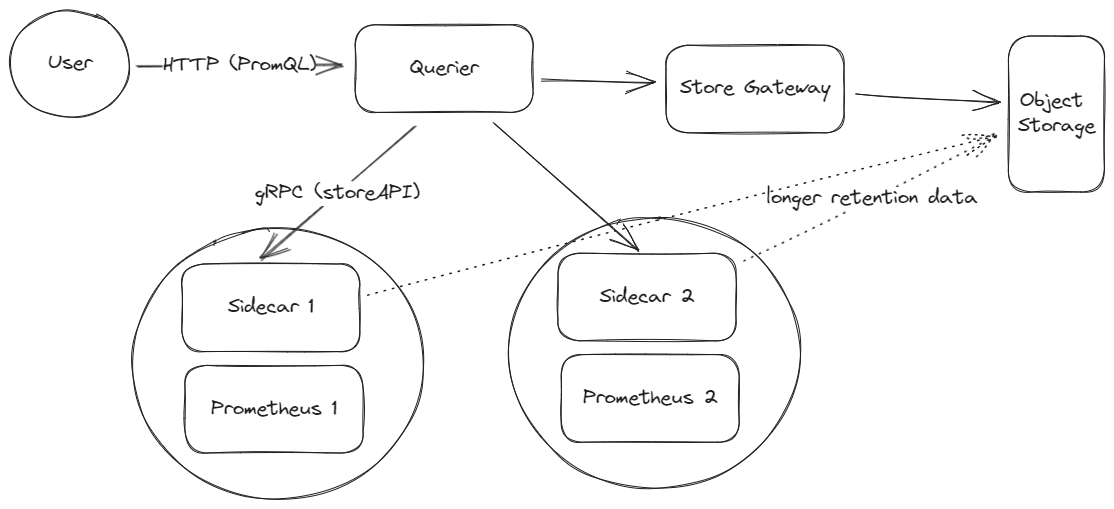 User
HTTP (PromQL)
Querier
Store Gateway
Object
Storage
gRPC (storeAPI)
longer retention data
Sidecar 1
Sidecar 2
Prometheus 1
Prometheus 2